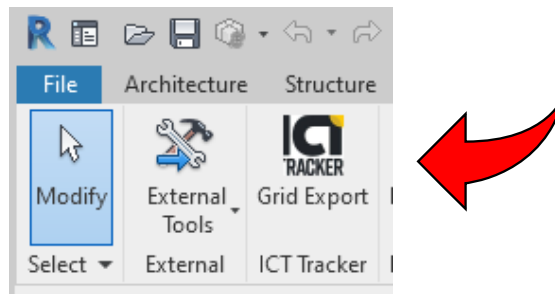 R
File Architecture Structure
ICT
TRACKER
Modify External Grid Export
Tools
Select External ICT Tracker